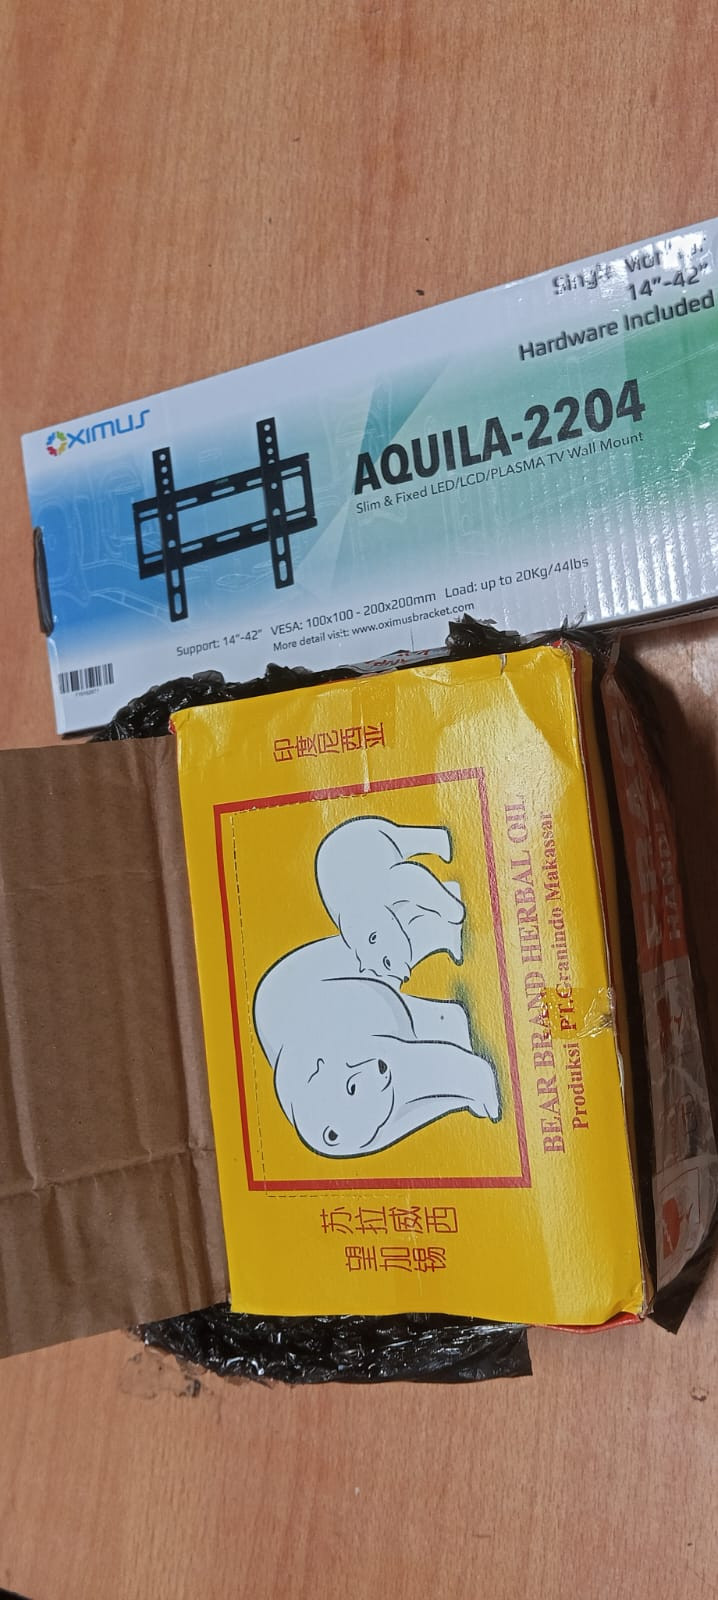 OXIMUS
14"-42"
Hardware Included
AQUILA-2204
Slim & Fixed LED/LCD/PLASMA TV Wall Mount
Support: 14"-42" VESA: 100x100 - 200x200mm Load: up to 20Kg/44lbs
More detail visit: www.oximusbracket.com
印度尼西亚
苏拉威西
望加锡
BEAR BRAND HERBAL OIL
Produksi PT.Granindo Makassar